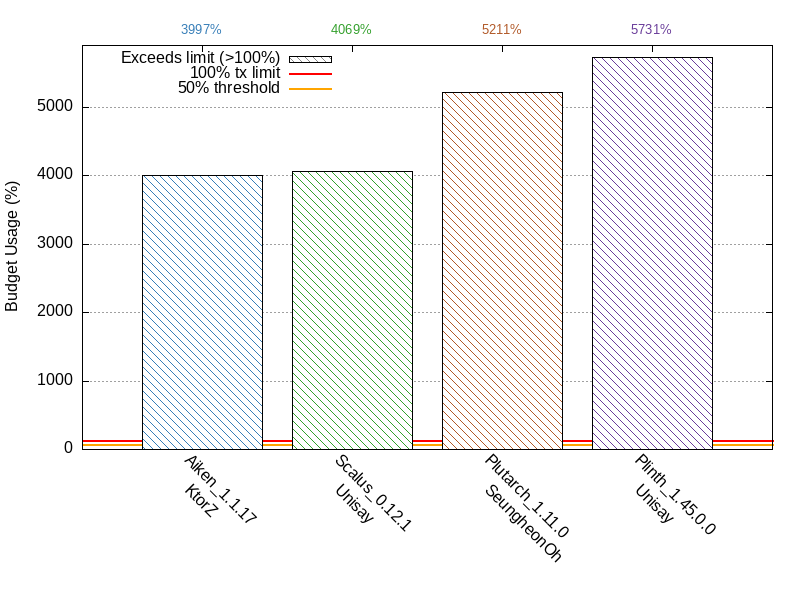 3997% 4069% 5211% 5731%
Exceeds limit (>100%)
100% tx limit
50% threshold
Budget Usage (%)
5000
4000
3000
2000
1000
0
Aiken_1.1.17
KtorZ
Scalus_0.12.1
Unisay
Plutarch_1.11.0
SeungheonOh
Plinth_1.45.0.0
Unisay